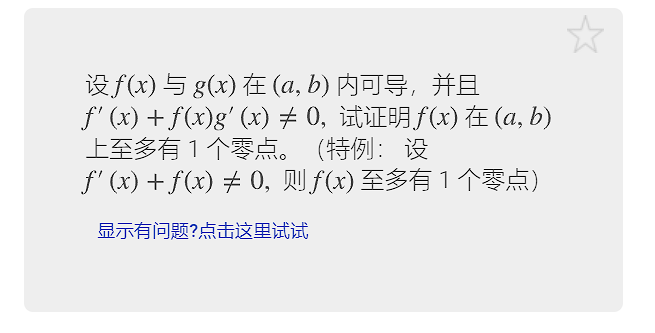 设 f(x) 与 g(x) 在 (a, b) 内可导，并且
f′ (x) + f(x)g′ (x) ≠ 0, 试证明 f(x) 在 (a, b)
上至多有 1 个零点。（特例： 设
f′ (x) + f(x) ≠ 0, 则 f(x) 至多有 1 个零点）
显示有问题?点击这里试试